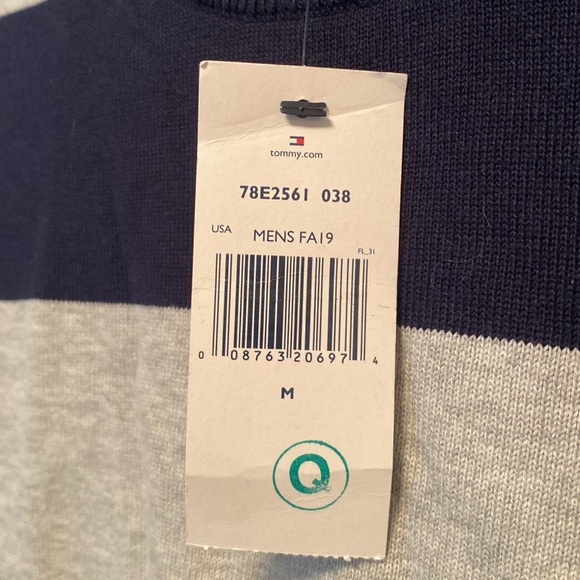 tommy.com
78E2561 038
USA MENS FA19
FL_31
0 08763 20697 4
M
Q